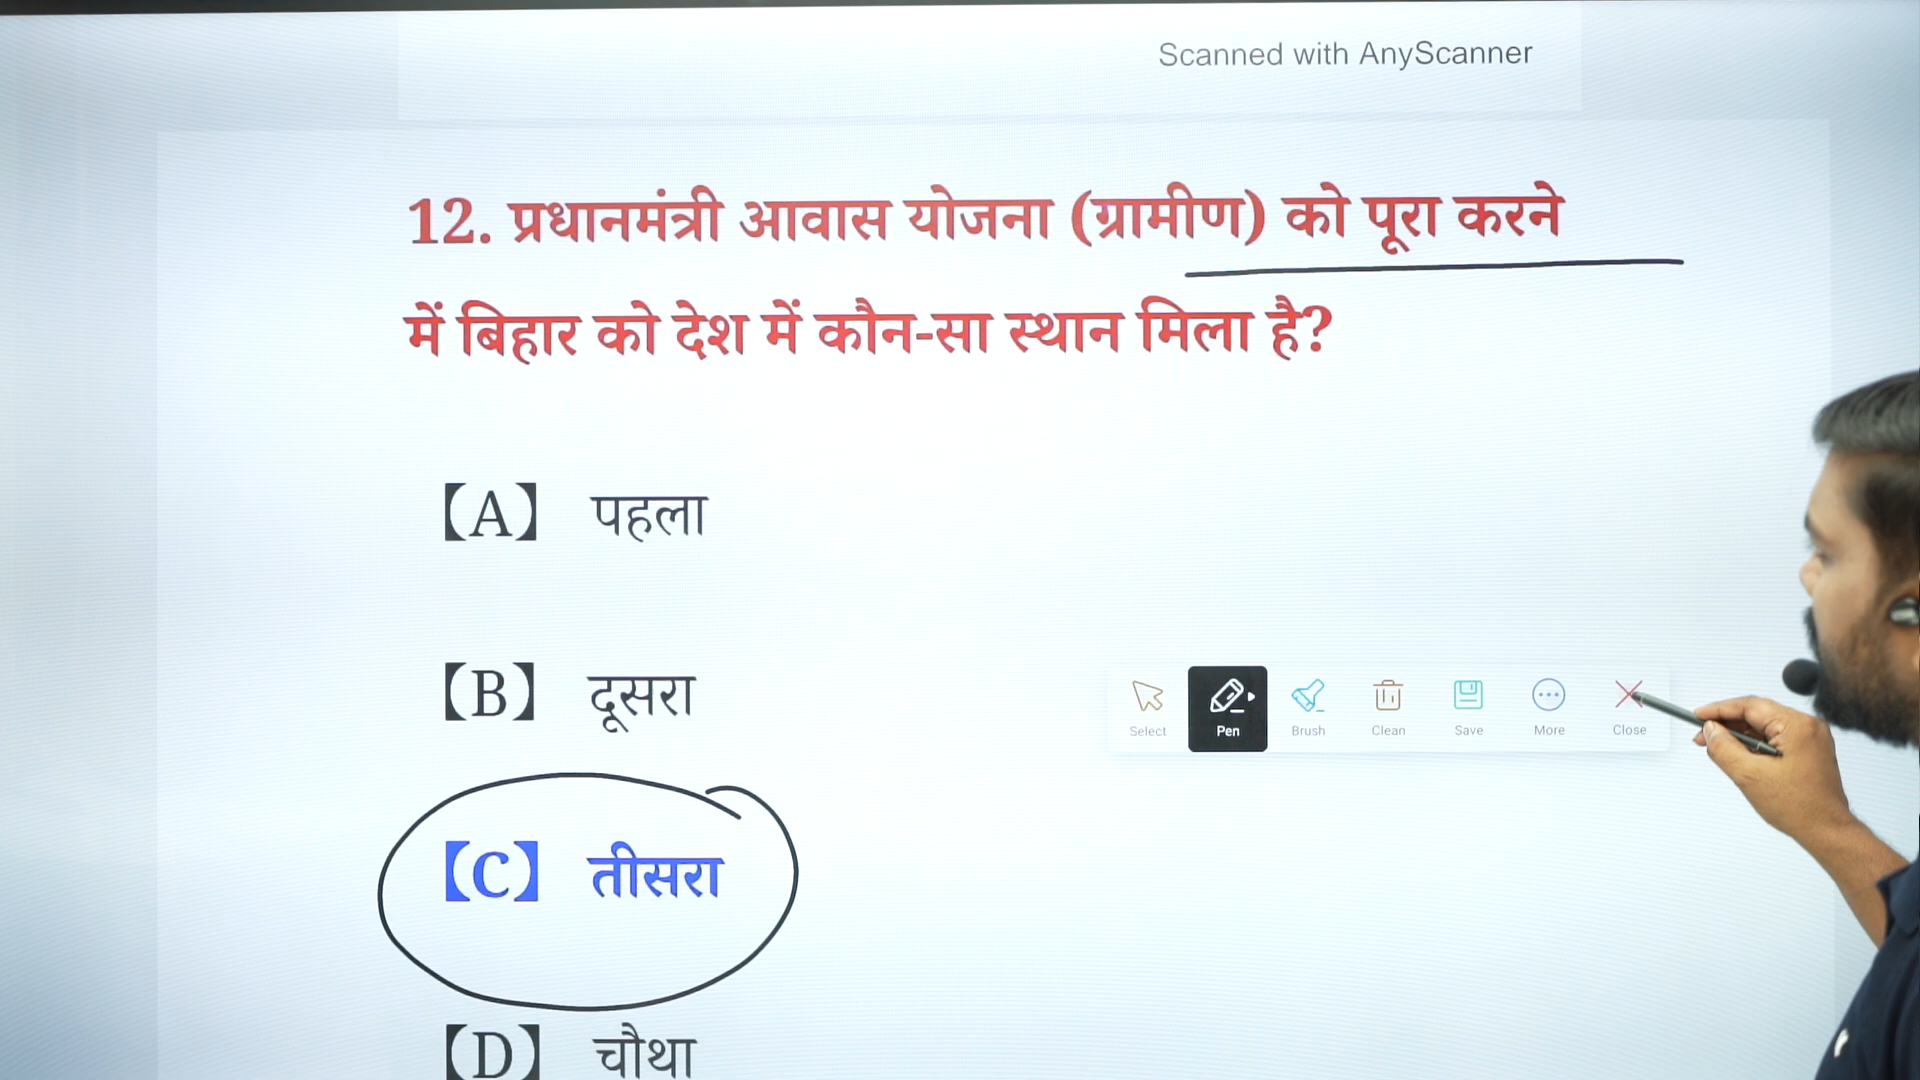 Scanned with AnyScanner
12. प्रधानमंत्री आवास योजना (ग्रामीण) को पूरा करने
में बिहार को देश में कौन-सा स्थान मिला है?
【A】 पहला
【B】 दूसरा
Select Pen Brush Clean Save More Close
【C】 तीसरा
【D】 चौथा